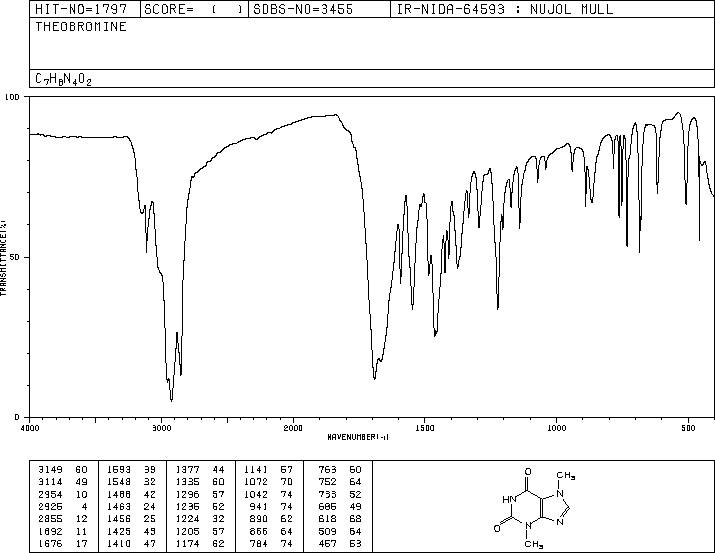 HIT-NO=1797 SCORE= ( ) SDBS-NO=3455 IR-NIDA-64593 : NUJOL MULL
THEOBROMINE
C7H8N4O2
100
50
0
TRANSMITTANCE(%)
4000 3000 2000 1500 1000 500
WAVENUMBER(-1)
3149 60 1593 39 1377 44 1141 57 763 60
3114 49 1548 32 1335 60 1072 70 752 64
2954 10 1488 42 1296 57 1042 74 733 52
2925 4 1463 24 1236 62 941 74 686 49
2855 12 1456 25 1224 32 890 62 618 68
1692 11 1425 49 1205 57 866 64 509 64
1676 17 1410 47 1174 62 784 74 457 53
O
CH3
HN
N
O
N
N
CH3